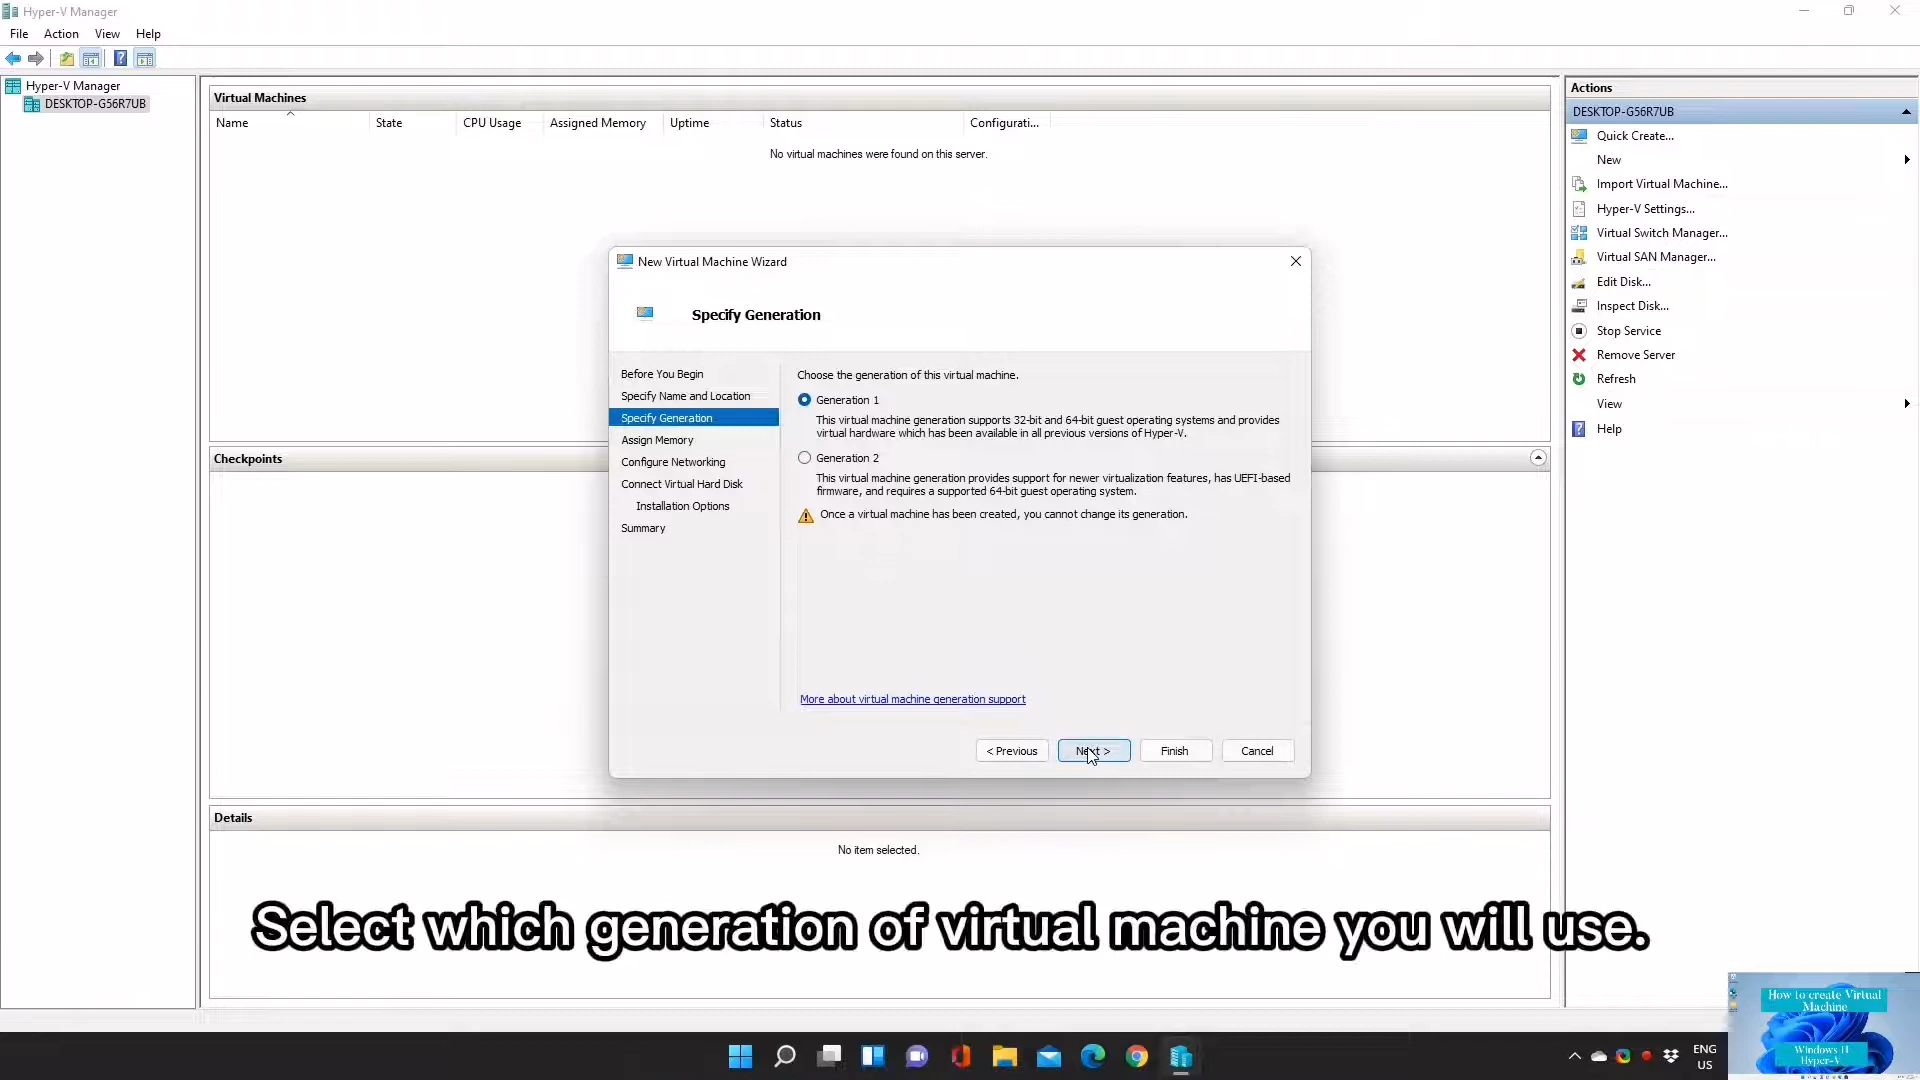 Hyper-V Manager
File Action View Help
Hyper-V Manager
DESKTOP-G56R7UB
Virtual Machines
Name State CPU Usage Assigned Memory Uptime Status Configurati...
No virtual machines were found on this server.
New Virtual Machine Wizard
Specify Generation
Before You Begin
Specify Name and Location
Specify Generation
Assign Memory
Configure Networking
Connect Virtual Hard Disk
Installation Options
Summary
Choose the generation of this virtual machine.
Generation 1
This virtual machine generation supports 32-bit and 64-bit guest operating systems and provides
virtual hardware which has been available in all previous versions of Hyper-V.
Generation 2
This virtual machine generation provides support for newer virtualization features, has UEFI-based
firmware, and requires a supported 64-bit guest operating system.
Once a virtual machine has been created, you cannot change its generation.
More about virtual machine generation support
< Previous Next > Finish Cancel
Checkpoints
Details
No item selected.
Actions
DESKTOP-G56R7UB
Quick Create...
New
Import Virtual Machine...
Hyper-V Settings...
Virtual Switch Manager...
Virtual SAN Manager...
Edit Disk...
Inspect Disk...
Stop Service
Remove Server
Refresh
View
Help
Select which generation of virtual machine you will use.
How to create Virtual
Machine
Windows 11
Hyper-V
ENG
US